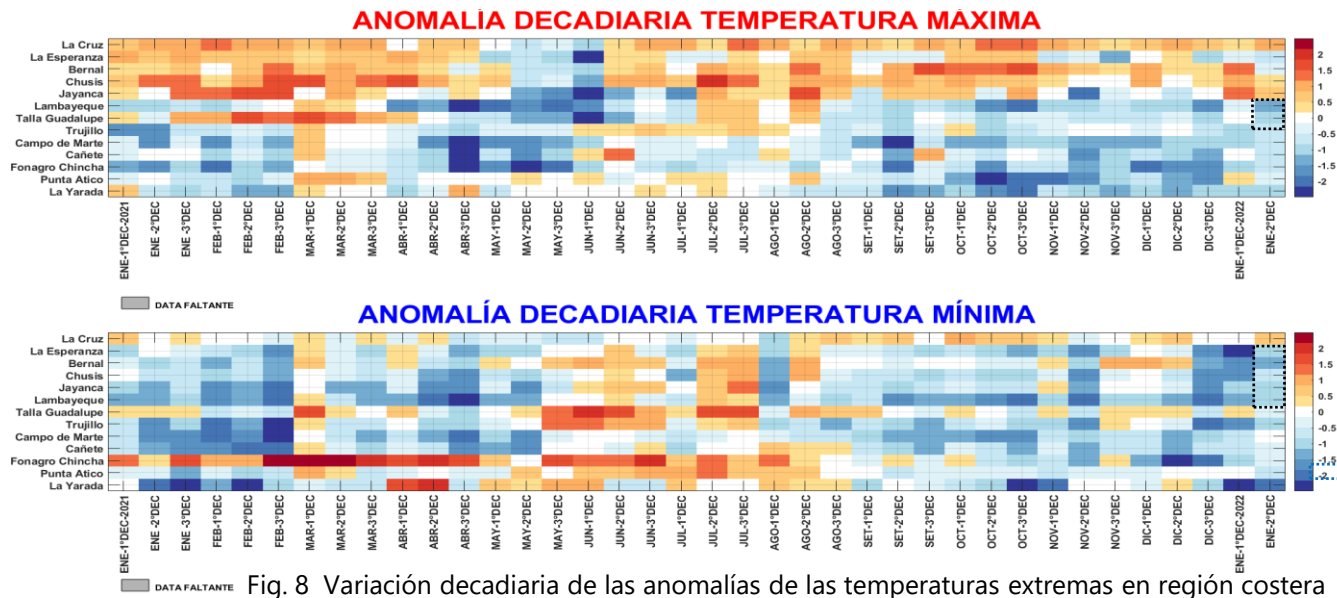 ANOMALÍA DECADIARIA TEMPERATURA MÁXIMA
La Cruz
La Esperanza
Bernal
Chusis
Jayanca
Lambayeque
Talla Guadalupe
Trujillo
Campo de Marte
Cañete
Fonagro Chincha
Punta Atico
La Yarada
2
1.5
1
0.5
0
-0.5
-1
-1.5
-2
ENE-1°DEC-2021
ENE -2°DEC
ENE -3°DEC
FEB-1°DEC
FEB-2°DEC
FEB-3°DEC
MAR-1°DEC
MAR-2°DEC
MAR-3°DEC
ABR-1°DEC
ABR-2°DEC
ABR-3°DEC
MAY-1°DEC
MAY-2°DEC
MAY-3°DEC
JUN-1°DEC
JUN-2°DEC
JUN-3°DEC
JUL-1°DEC
JUL-2°DEC
JUL-3°DEC
AGO-1°DEC
AGO-2°DEC
AGO-3°DEC
SET-1°DEC
SET-2°DEC
SET-3°DEC
OCT-1°DEC
OCT-2°DEC
OCT-3°DEC
NOV-1°DEC
NOV-2°DEC
NOV-3°DEC
DIC-1°DEC
DIC-2°DEC
DIC-3°DEC
ENE-1°DEC-2022
ENE-2°DEC
DATA FALTANTE
ANOMALÍA DECADIARIA TEMPERATURA MÍNIMA
La Cruz
La Esperanza
Bernal
Chusis
Jayanca
Lambayeque
Talla Guadalupe
Trujillo
Campo de Marte
Cañete
Fonagro Chincha
Punta Atico
La Yarada
2
1.5
1
0.5
0
-0.5
-1
-1.5
-2
ENE-1°DEC-2021
ENE -2°DEC
ENE -3°DEC
FEB-1°DEC
FEB-2°DEC
FEB-3°DEC
MAR-1°DEC
MAR-2°DEC
MAR-3°DEC
ABR-1°DEC
ABR-2°DEC
ABR-3°DEC
MAY-1°DEC
MAY-2°DEC
MAY-3°DEC
JUN-1°DEC
JUN-2°DEC
JUN-3°DEC
JUL-1°DEC
JUL-2°DEC
JUL-3°DEC
AGO-1°DEC
AGO-2°DEC
AGO-3°DEC
SET-1°DEC
SET-2°DEC
SET-3°DEC
OCT-1°DEC
OCT-2°DEC
OCT-3°DEC
NOV-1°DEC
NOV-2°DEC
NOV-3°DEC
DIC-1°DEC
DIC-2°DEC
DIC-3°DEC
ENE-1°DEC-2022
ENE-2°DEC
DATA FALTANTE
Fig. 8 Variación decadiaria de las anomalías de las temperaturas extremas en región costera